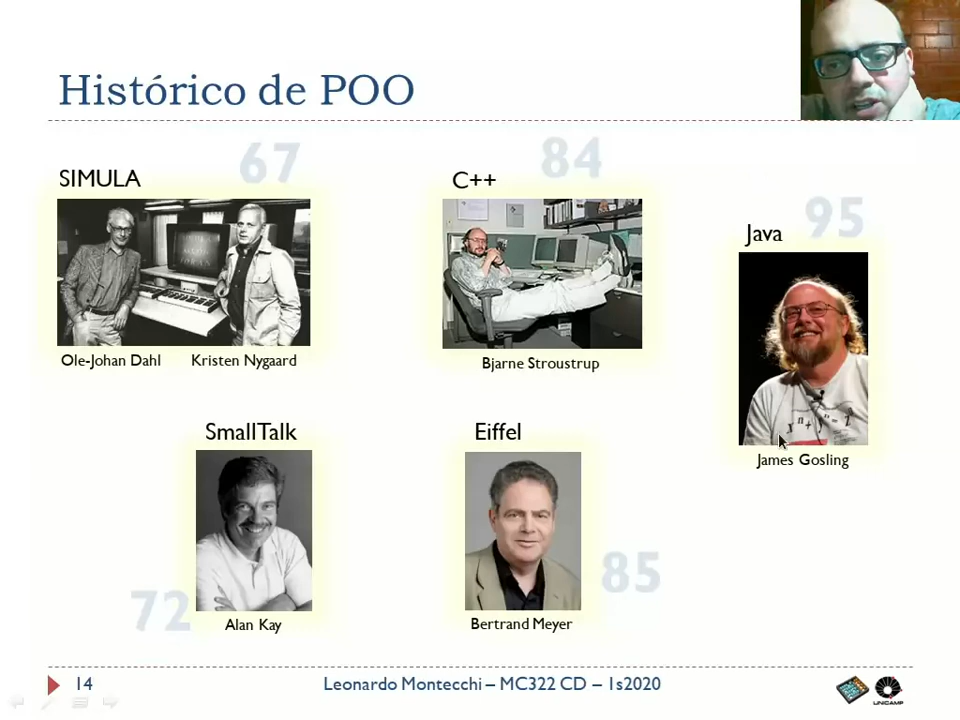 Histórico de POO
67
SIMULA
Ole-Johan Dahl
Kristen Nygaard
84
C++
Bjarne Stroustrup
95
Java
James Gosling
SmallTalk
72
Alan Kay
Eiffel
85
Bertrand Meyer
14
Leonardo Montecchi – MC322 CD – 1s2020
UNICAMP